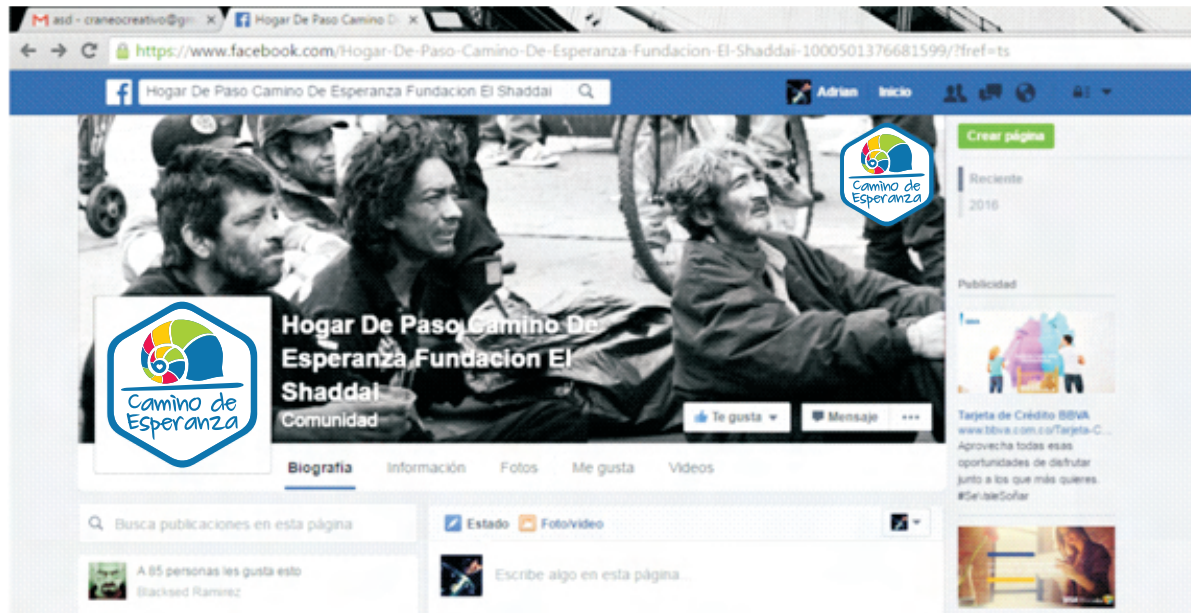 asd - craneocreativo@gm
Hogar De Paso Camino D
https://www.facebook.com/Hogar-De-Paso-Camino-De-Esperanza-Fundacion-El-Shaddai-1000501376681599/?fref=ts
Hogar De Paso Camino De Esperanza Fundacion El Shaddai
Adrian Inicio
Crear página
Reciente
2016
Camino de
Esperanza
Publicidad
Hogar De Paso Camino De
Esperanza Fundacion El
Shaddai
Comunidad
Camino de
Esperanza
Te gusta
Mensaje
Tarjeta de Crédito BBVA
www.bbva.com.co/Tarjeta-C...
Aprovecha todas esas
oportunidades de disfrutar
junto a los que más quieres.
#SeValeSoñar
Biografía Información Fotos Me gusta Videos
Busca publicaciones en esta página
Estado Foto/video
A 85 personas les gusta esto
Blacksed Ramirez
Escribe algo en esta página...